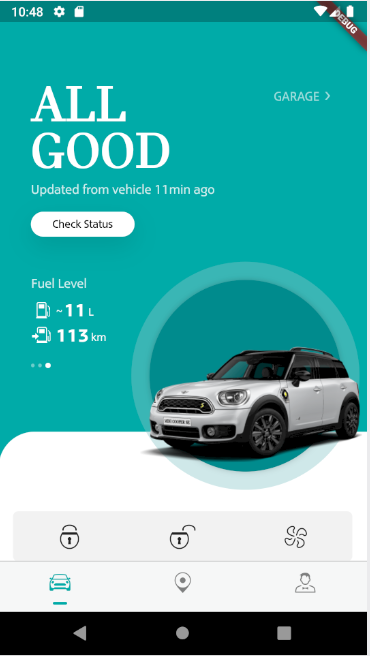 10:48
DEBUG
ALL
GOOD
GARAGE >
Updated from vehicle 11min ago
Check Status
Fuel Level
~11 L
113 km